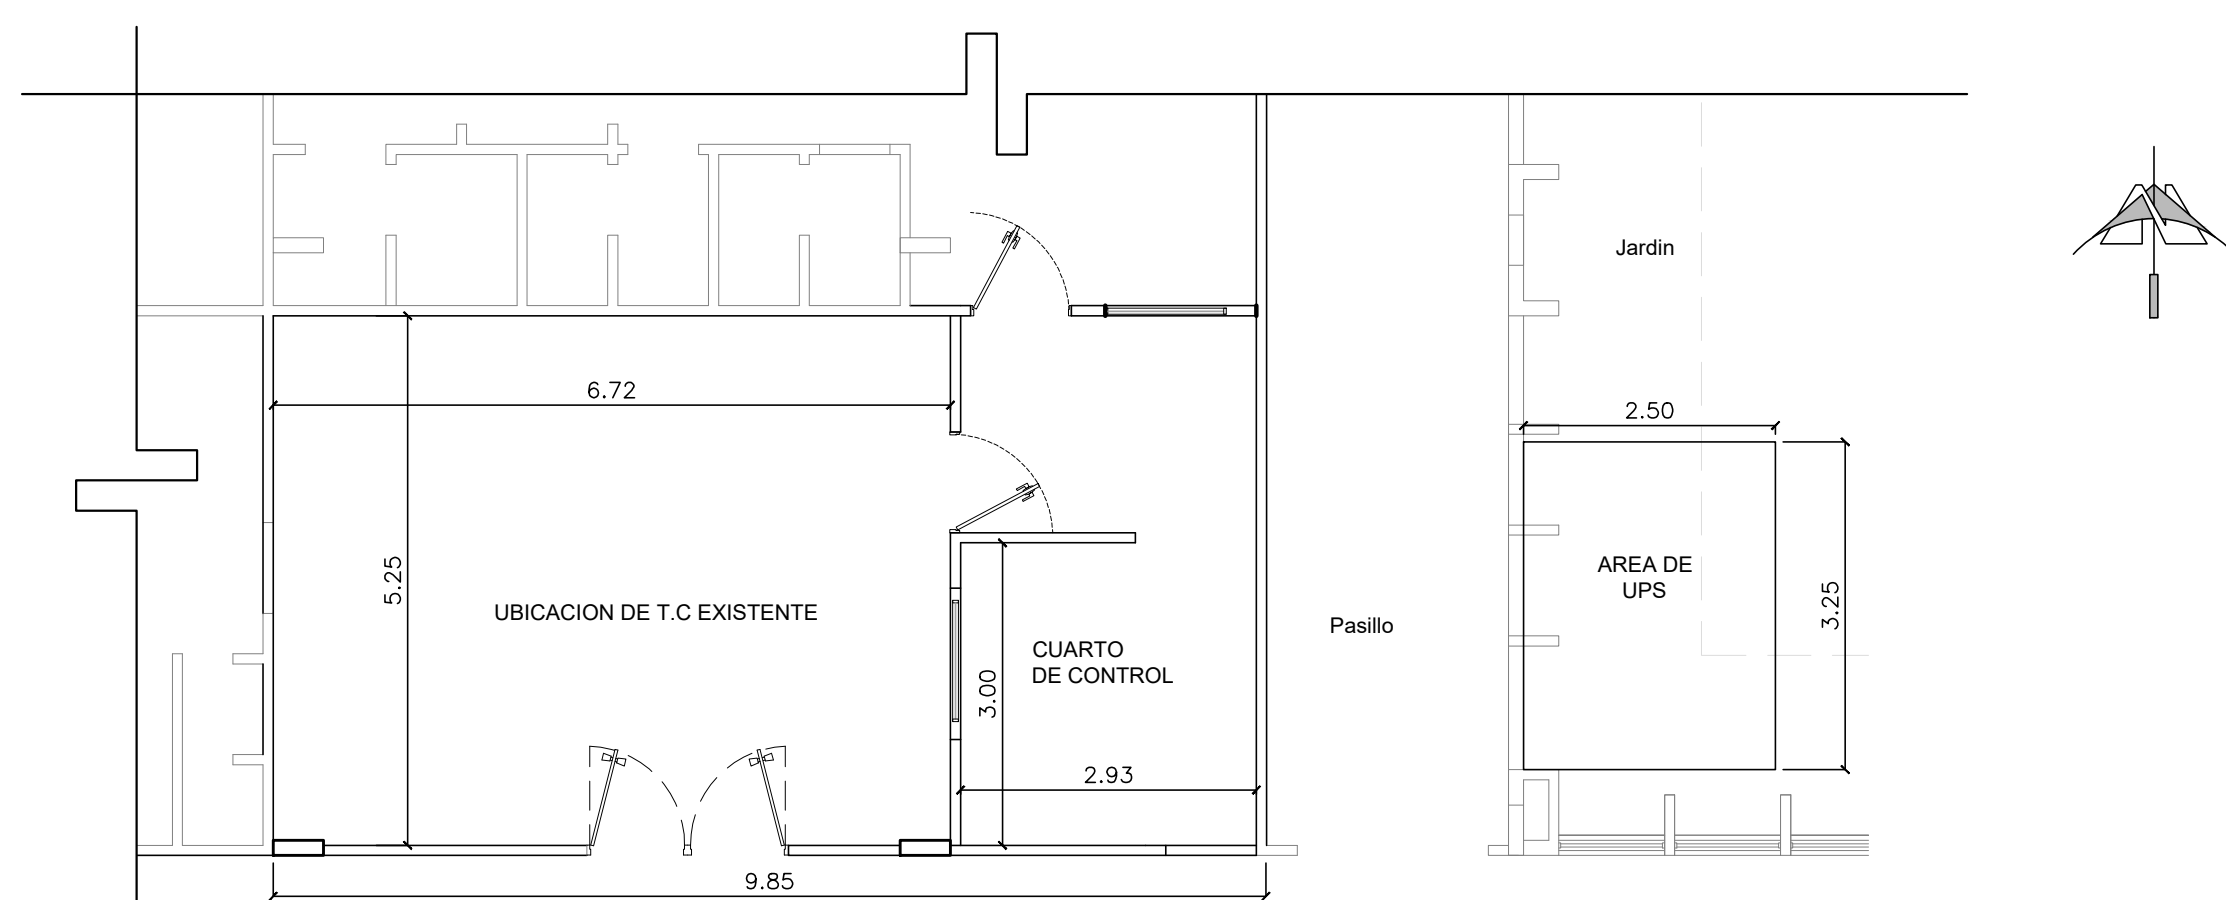 Jardin
6.72
2.50
5.25
UBICACION DE T.C EXISTENTE
AREA DE
UPS
3.25
Pasillo
CUARTO
DE CONTROL
3.00
2.93
9.85